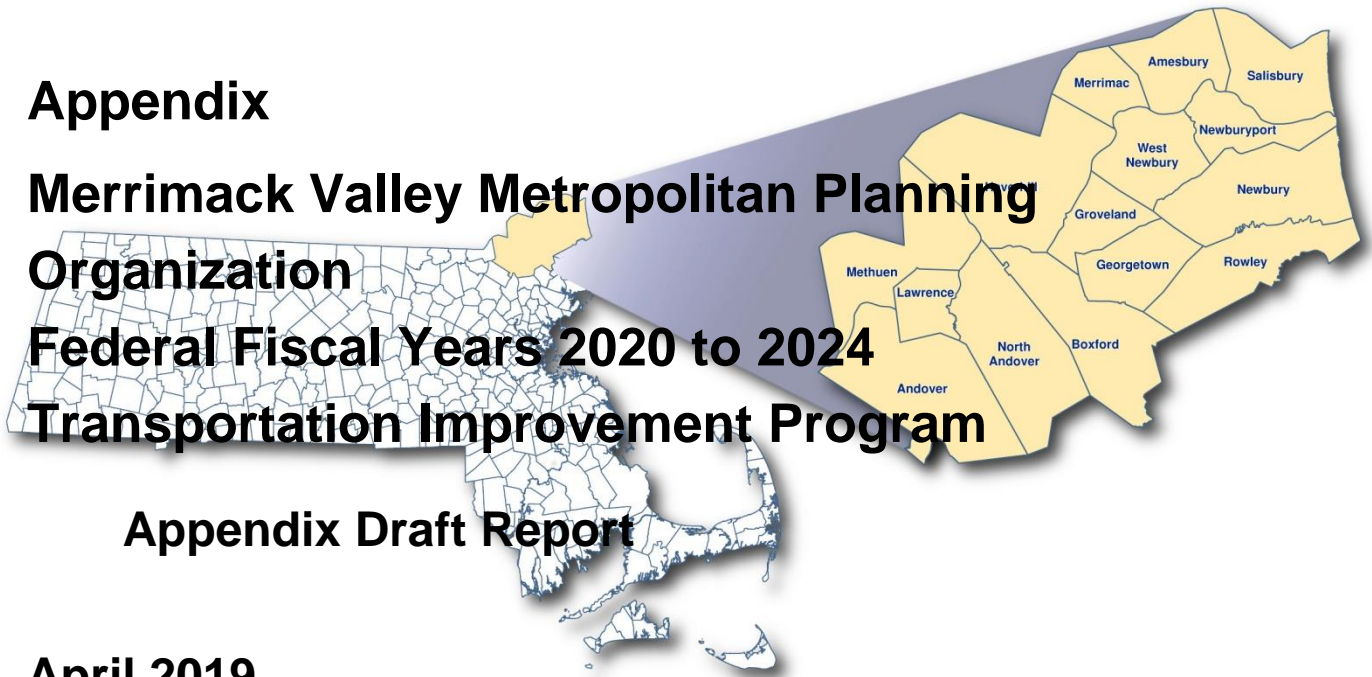 Appendix
Merrimack Valley Metropolitan Planning
Organization
Federal Fiscal Years 2020 to 2024
Transportation Improvement Program
Appendix Draft Report
April 2019
Amesbury
Merrimac
Salisbury
Newburyport
West
Newbury
Newbury
Groveland
Georgetown
Rowley
Methuen
Lawrence
North
Andover
Boxford
Andover